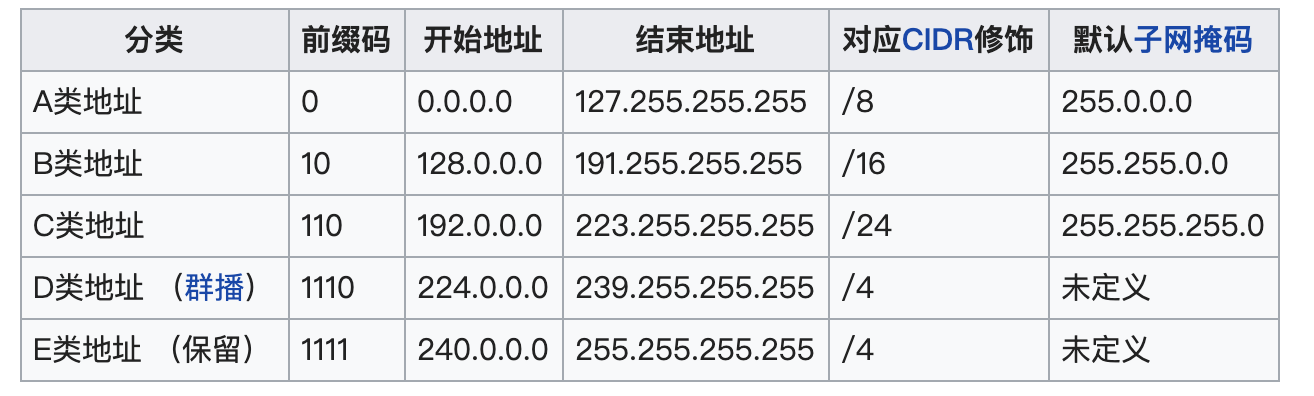 分类 前缀码 开始地址 结束地址 对应CIDR修饰 默认子网掩码
A类地址 0 0.0.0.0 127.255.255.255 /8 255.0.0.0
B类地址 10 128.0.0.0 191.255.255.255 /16 255.255.0.0
C类地址 110 192.0.0.0 223.255.255.255 /24 255.255.255.0
D类地址 （群播） 1110 224.0.0.0 239.255.255.255 /4 未定义
E类地址 （保留） 1111 240.0.0.0 255.255.255.255 /4 未定义